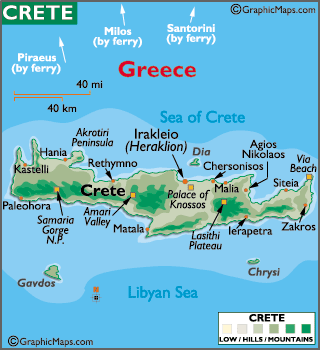 CRETE
©GraphicMaps.com
Milos
(by ferry)
Santorini
(by ferry)
Piraeus
(by ferry)
Greece
40 mi
40 km
Sea of Crete
Akrotiri
Peninsula
Hania
Kastelli
Rethymno
Irakleio
(Heraklion)
Dia
Chersonisos
Agios
Nikolaos
Via
Beach
Crete
Palace of
Knossos
Malia
Siteia
Paleohora
Samaria
Gorge
N.P.
Amari
Valley
Matala
Lasithi
Plateau
Ierapetra
Zakros
Gavdos
Chrysi
Libyan Sea
CRETE
LOW / HILLS / MOUNTAINS
©GraphicMaps.com